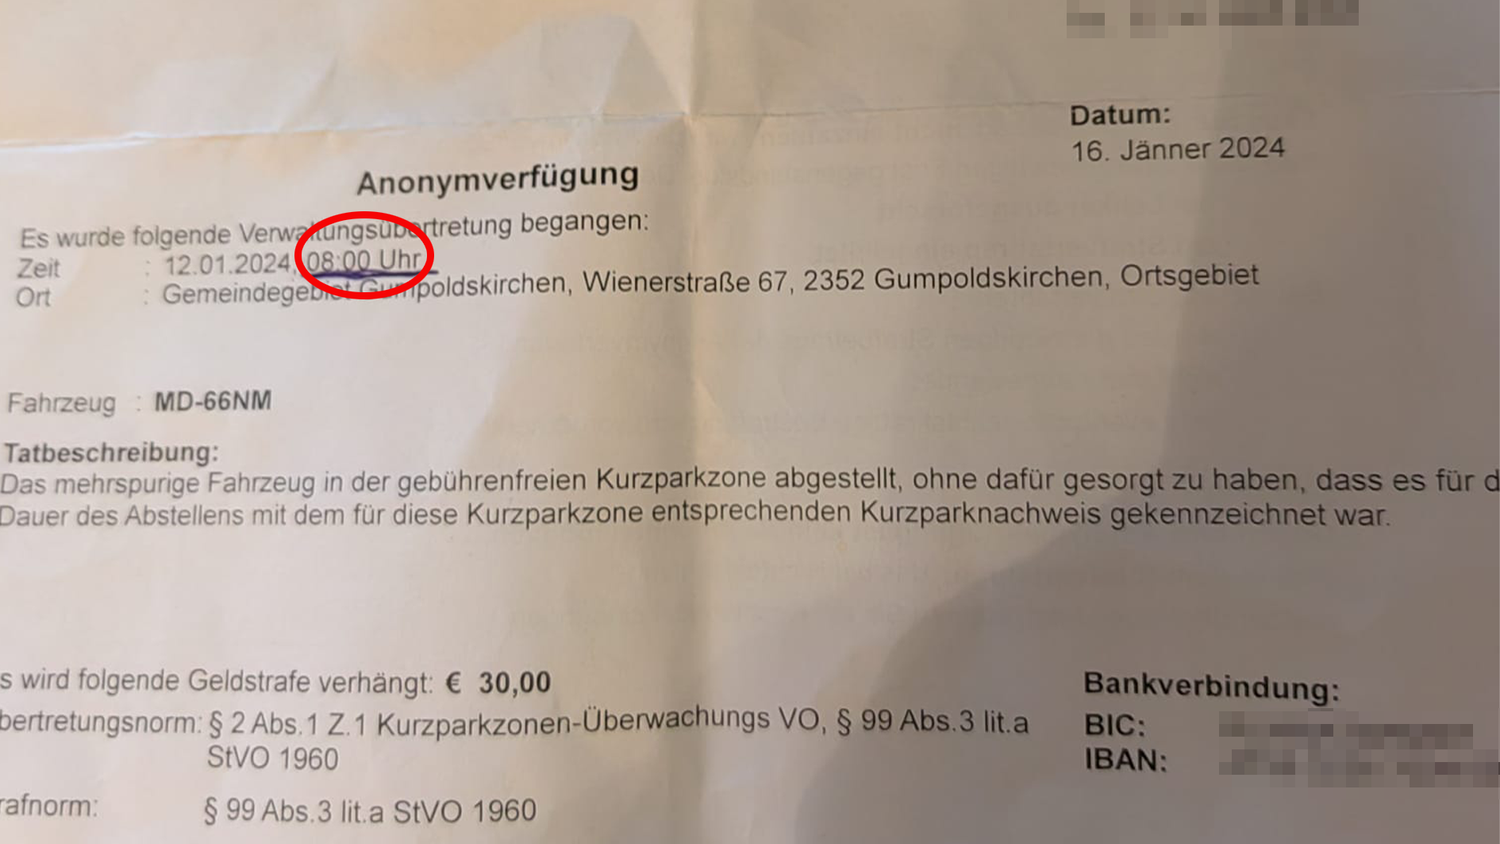 Datum:
16. Jänner 2024
Anonymverfügung
Es wurde folgende Verwaltungsübertretung begangen:
Zeit : 12.01.2024, 08:00 Uhr
Ort : Gemeindegebiet Gumpoldskirchen, Wienerstraße 67, 2352 Gumpoldskirchen, Ortsgebiet
Fahrzeug : MD-66NM
Tatbeschreibung:
Das mehrspurige Fahrzeug in der gebührenfreien Kurzparkzone abgestellt, ohne dafür gesorgt zu haben, dass es für d
Dauer des Abstellens mit dem für diese Kurzparkzone entsprechenden Kurzparknachweis gekennzeichnet war.
s wird folgende Geldstrafe verhängt: € 30,00
bertretungsnorm: § 2 Abs.1 Z.1 Kurzparkzonen-Überwachungs VO, § 99 Abs.3 lit.a
StVO 1960
rafnorm: § 99 Abs.3 lit.a StVO 1960
Bankverbindung:
BIC:
IBAN: